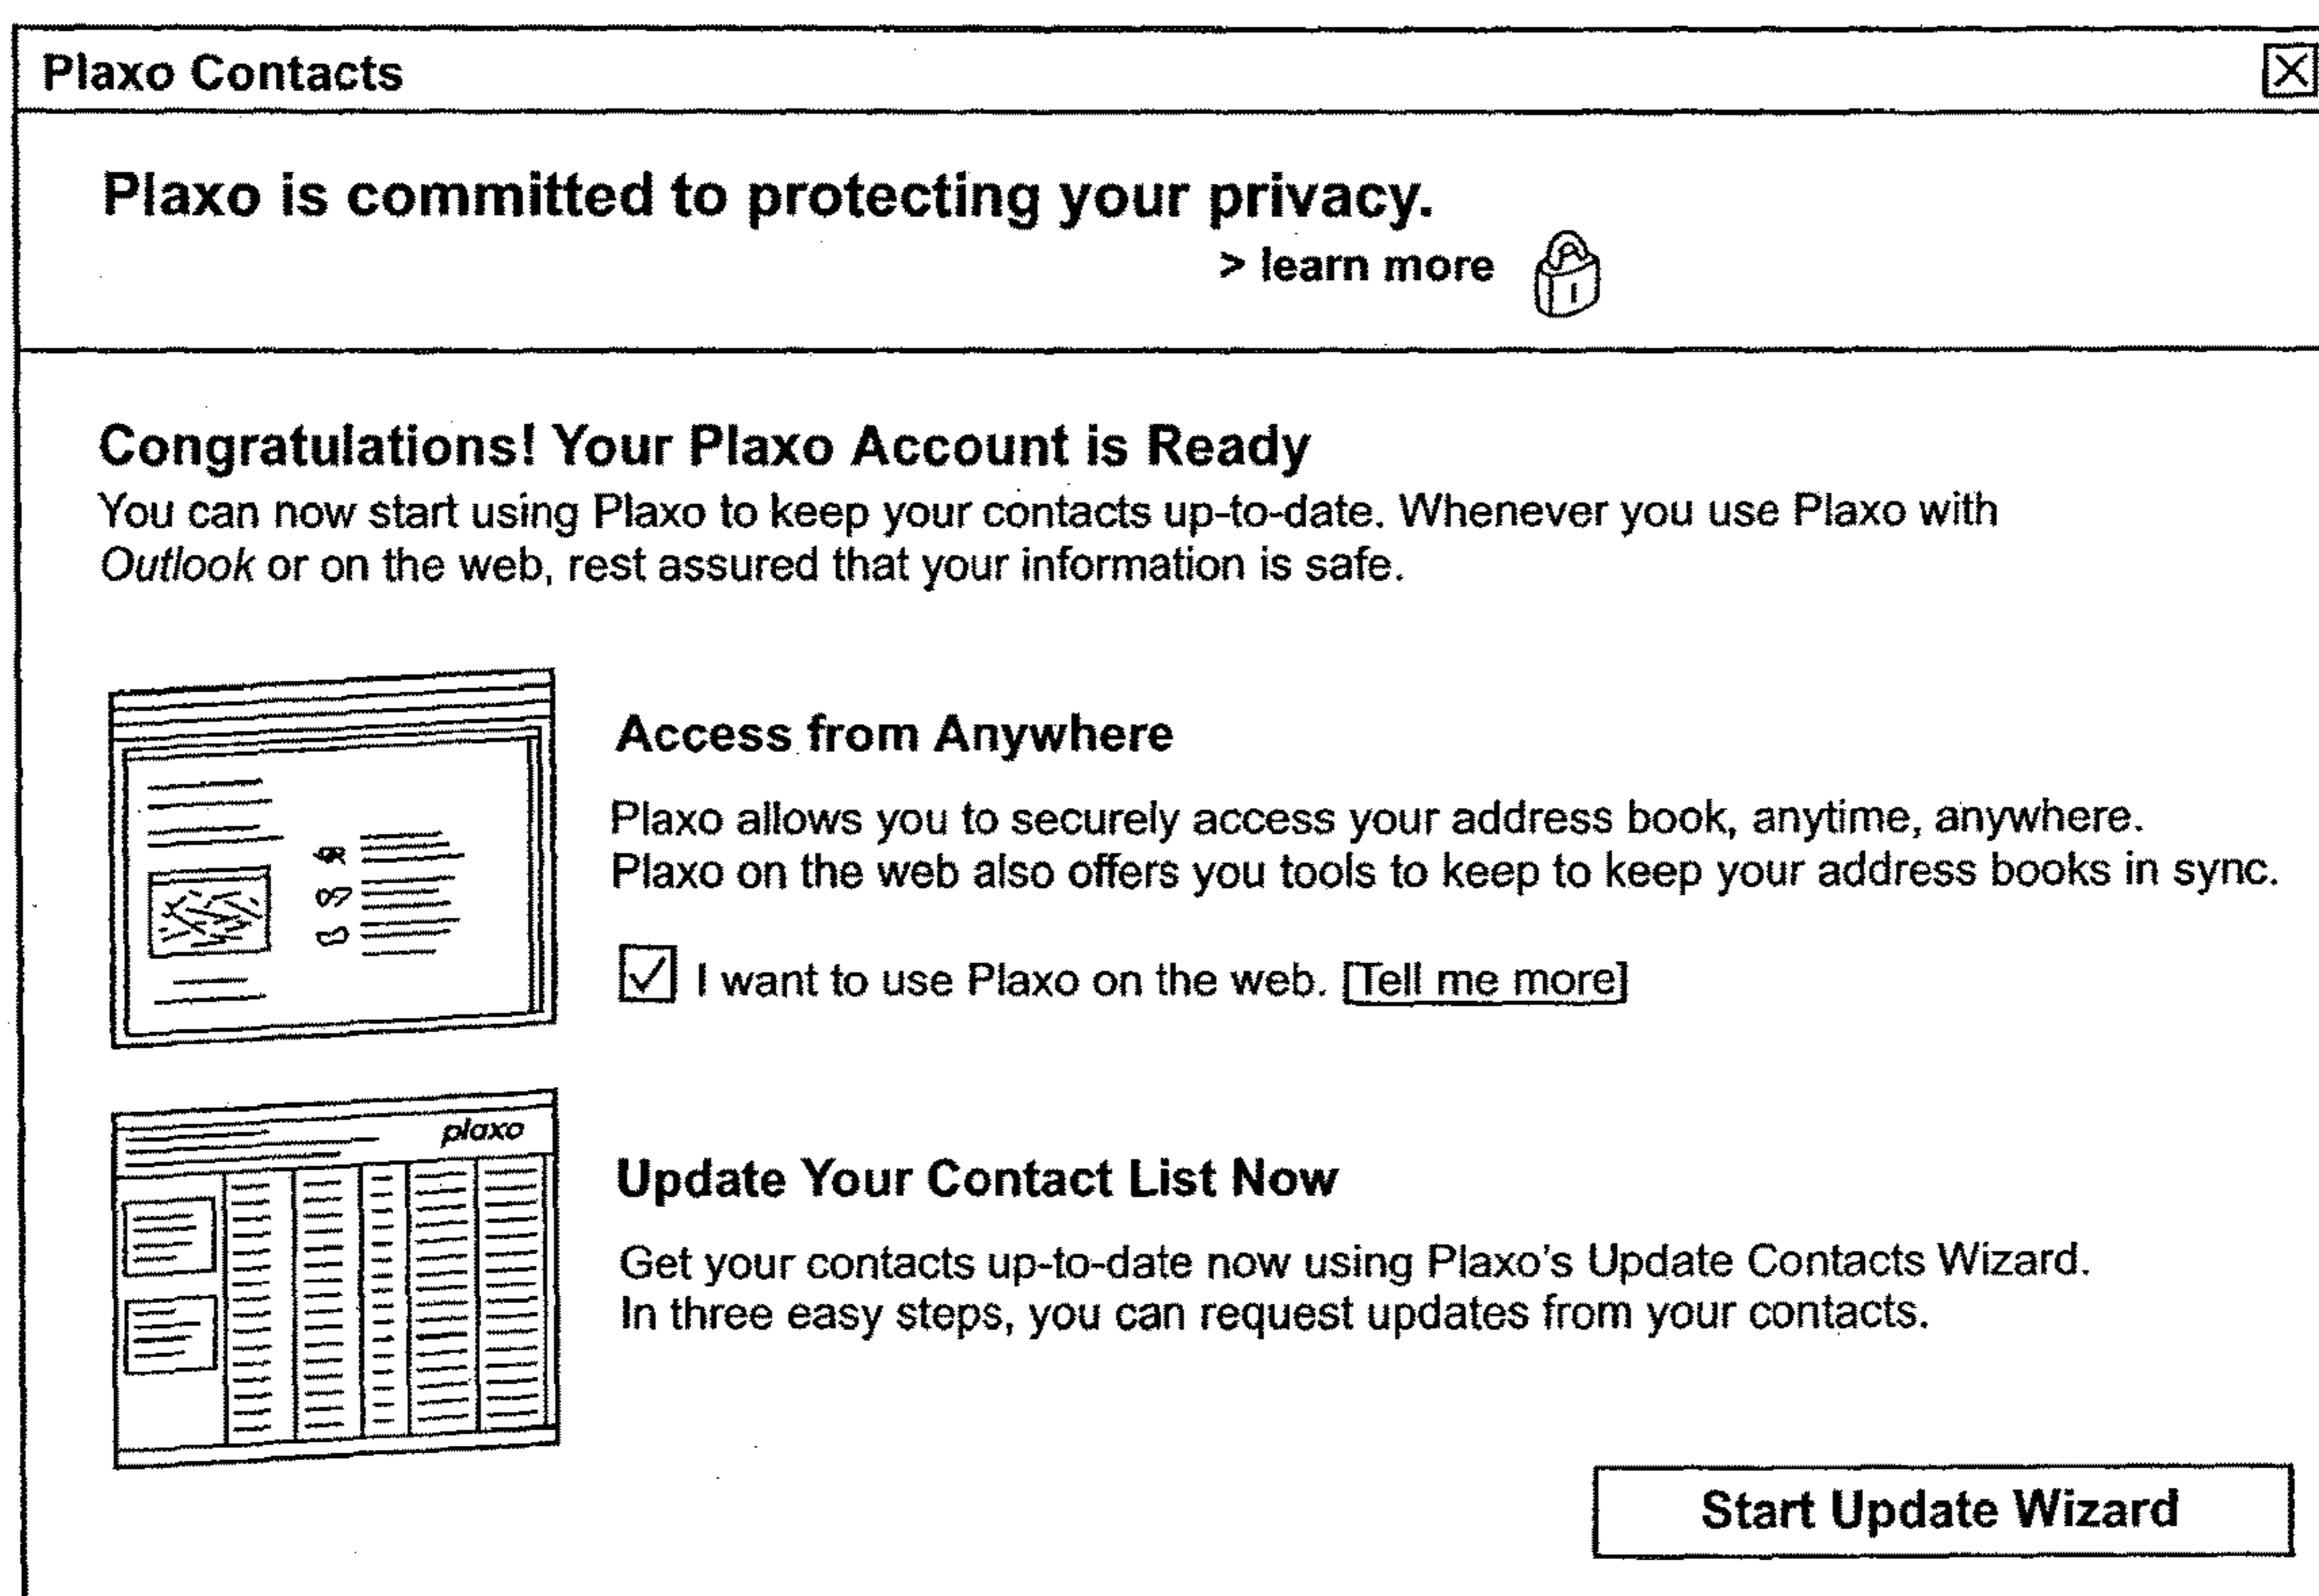 Plaxo Contacts
Plaxo is committed to protecting your privacy.
> learn more
Congratulations! Your Plaxo Account is Ready
You can now start using Plaxo to keep your contacts up-to-date. Whenever you use Plaxo with
Outlook or on the web, rest assured that your information is safe.
Access from Anywhere
Plaxo allows you to securely access your address book, anytime, anywhere.
Plaxo on the web also offers you tools to keep to keep your address books in sync.
I want to use Plaxo on the web. [Tell me more]
plaxo
Update Your Contact List Now
Get your contacts up-to-date now using Plaxo's Update Contacts Wizard.
In three easy steps, you can request updates from your contacts.
Start Update Wizard